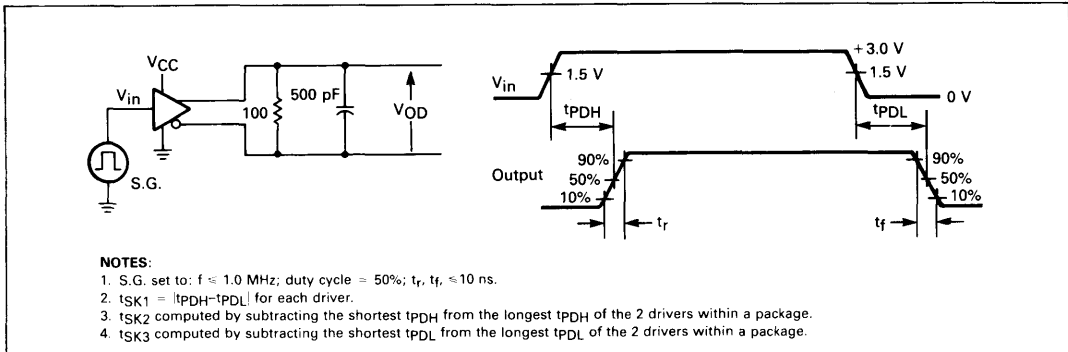 VCC
Vin
S.G.
100
500 pF
VOD
Vin
1.5 V
+3.0 V
1.5 V
0 V
tPDH
tPDL
Output
90%
50%
10%
tr
90%
50%
10%
tf
NOTES:
1. S.G. set to: f ≤ 1.0 MHz; duty cycle = 50%; tr, tf, ≤10 ns.
2. tSK1 = |tPDH–tPDL| for each driver.
3. tSK2 computed by subtracting the shortest tPDH from the longest tPDH of the 2 drivers within a package.
4. tSK3 computed by subtracting the shortest tPDL from the longest tPDL of the 2 drivers within a package.